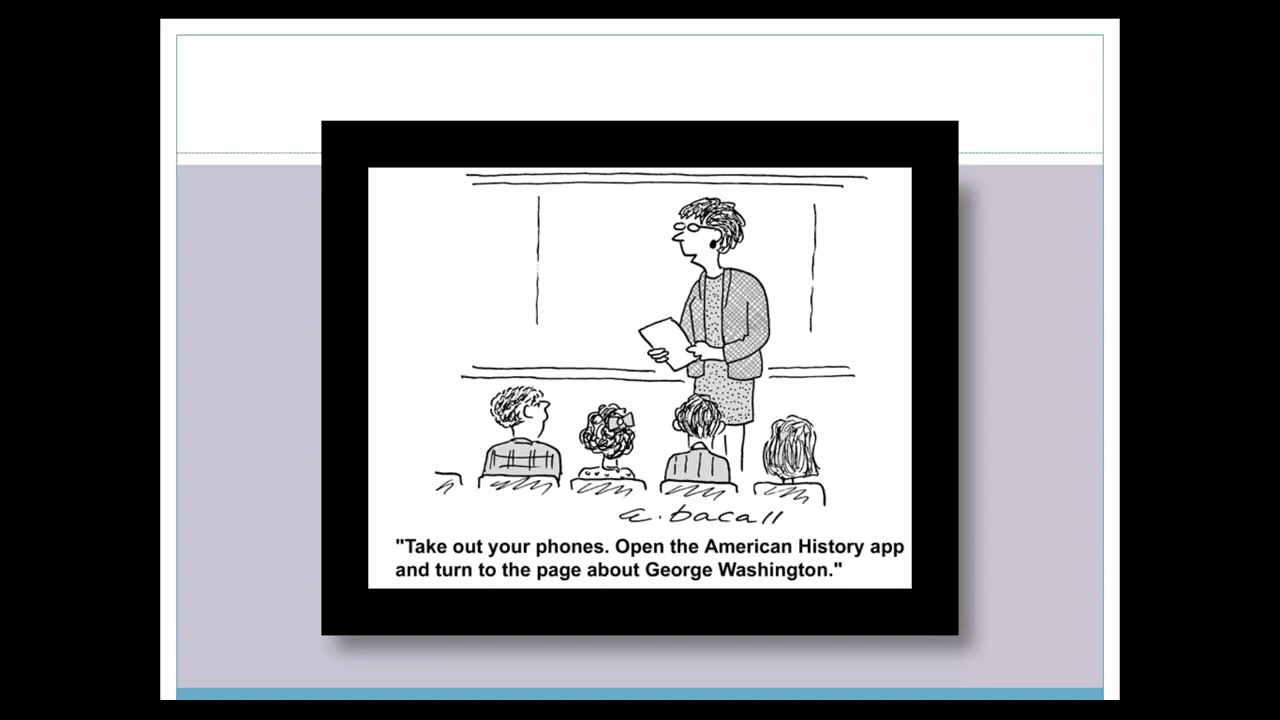 a. bacall
"Take out your phones. Open the American History app
and turn to the page about George Washington."